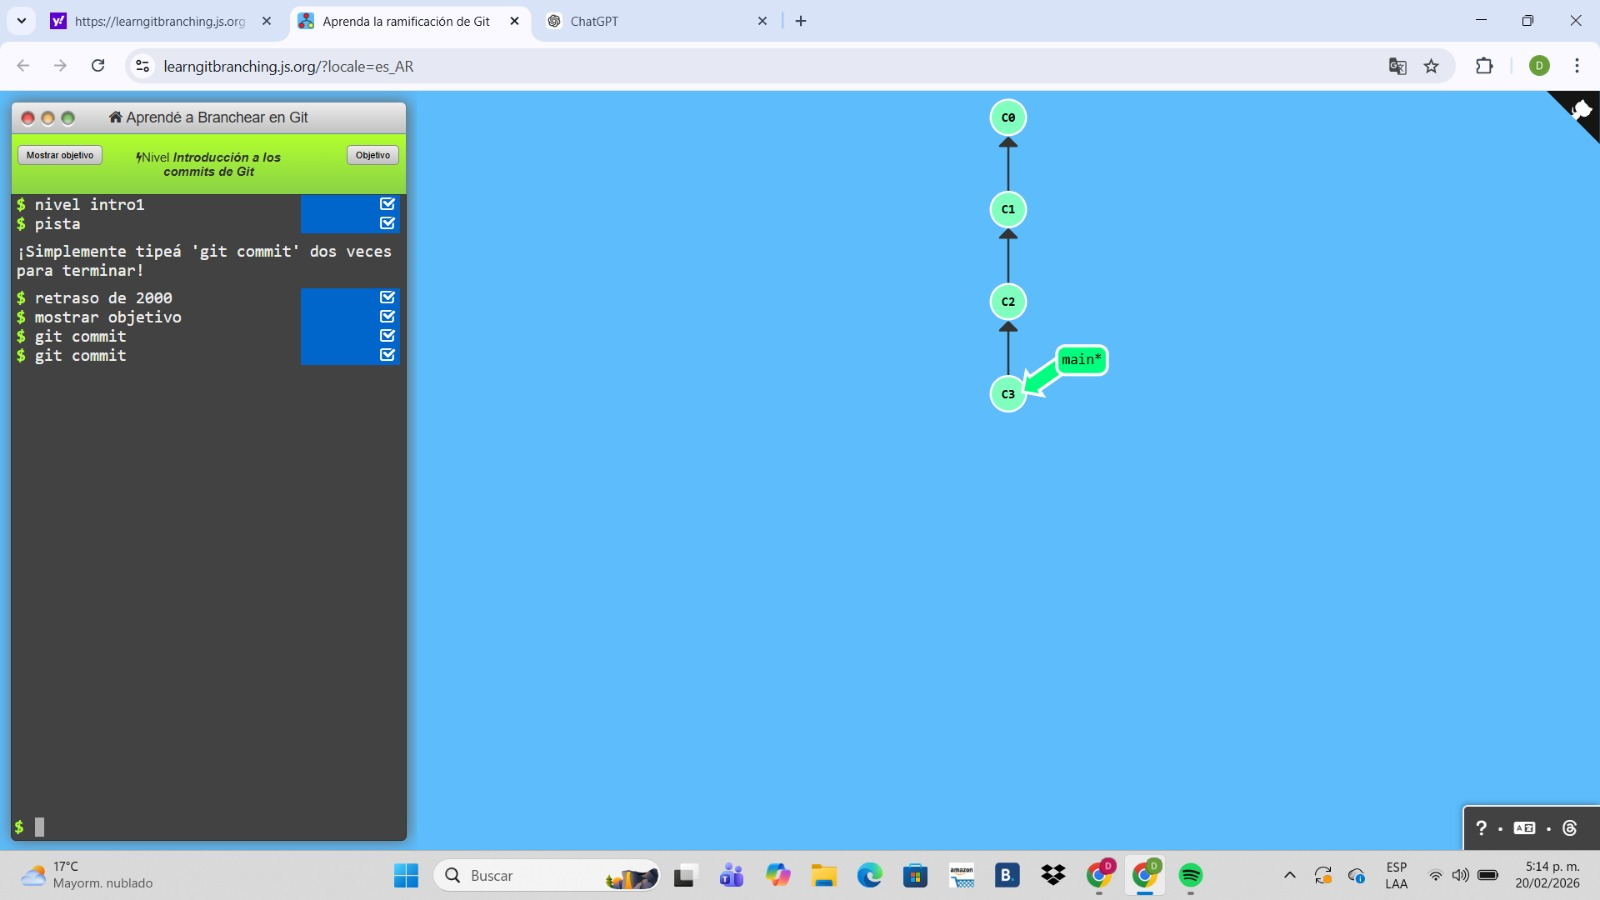 https://learngitbranching.js.org
Aprenda la ramificación de Git
ChatGPT
learngitbranching.js.org/?locale=es_AR
D
Aprendé a Branchear en Git
Mostrar objetivo
Nivel Introducción a los
commits de Git
Objetivo
$ nivel intro1
$ pista
¡Simplemente tipeá 'git commit' dos veces
para terminar!
$ retraso de 2000
$ mostrar objetivo
$ git commit
$ git commit
$
C0
C1
C2
main*
C3
?
17°C
Mayorm. nublado
Buscar
amazon
B.
D
D
ESP
LAA
5:14 p. m.
20/02/2026